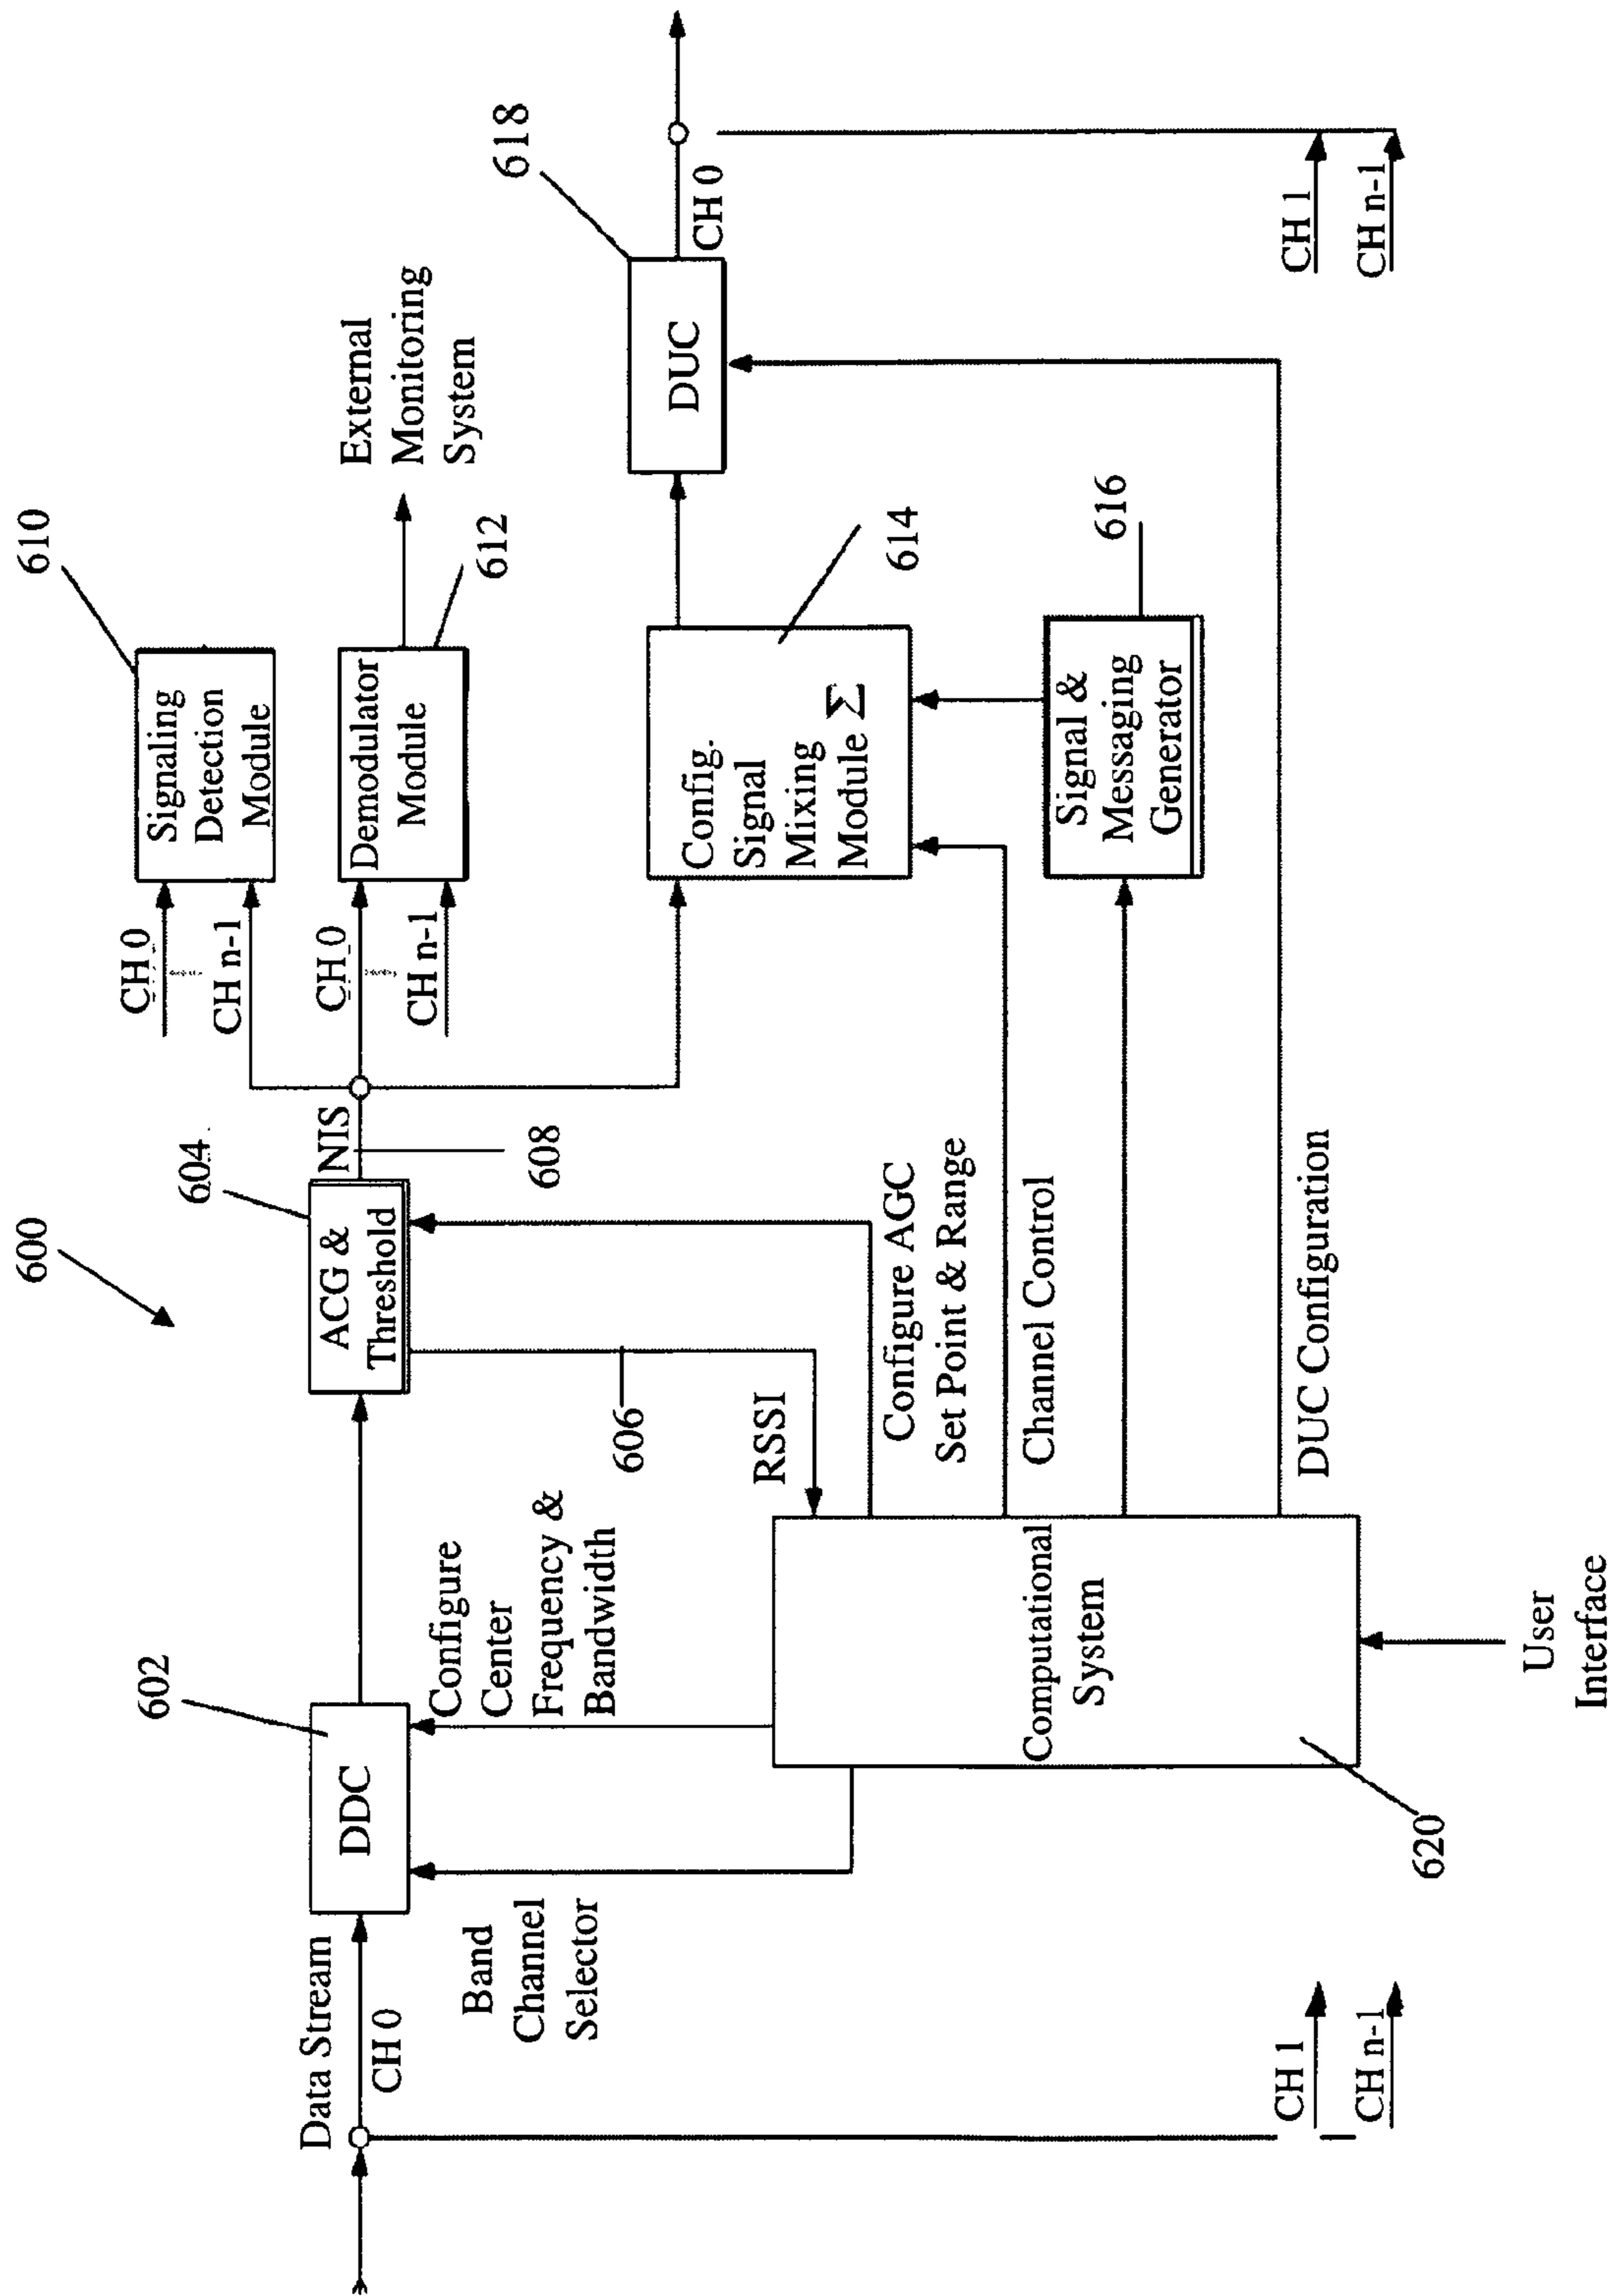 600
Data Stream
CH 0
602
DDC
604
ACG &
Threshold
NIS
608
606
RSSI
CH 0
CH n-1
610
Signaling
Detection
Module
CH 0
CH n-1
Demodulator
Module
612
External
Monitoring
System
Band
Channel
Selector
Configure
Center
Frequency &
Bandwidth
Config.
Signal
Mixing
Module Σ
614
DUC
618
CH 0
Configure AGC
Set Point & Range
Channel Control
Signal &
Messaging
Generator
616
Computational
System
620
DUC Configuration
CH 1
CH n-1
CH 1
CH n-1
User
Interface